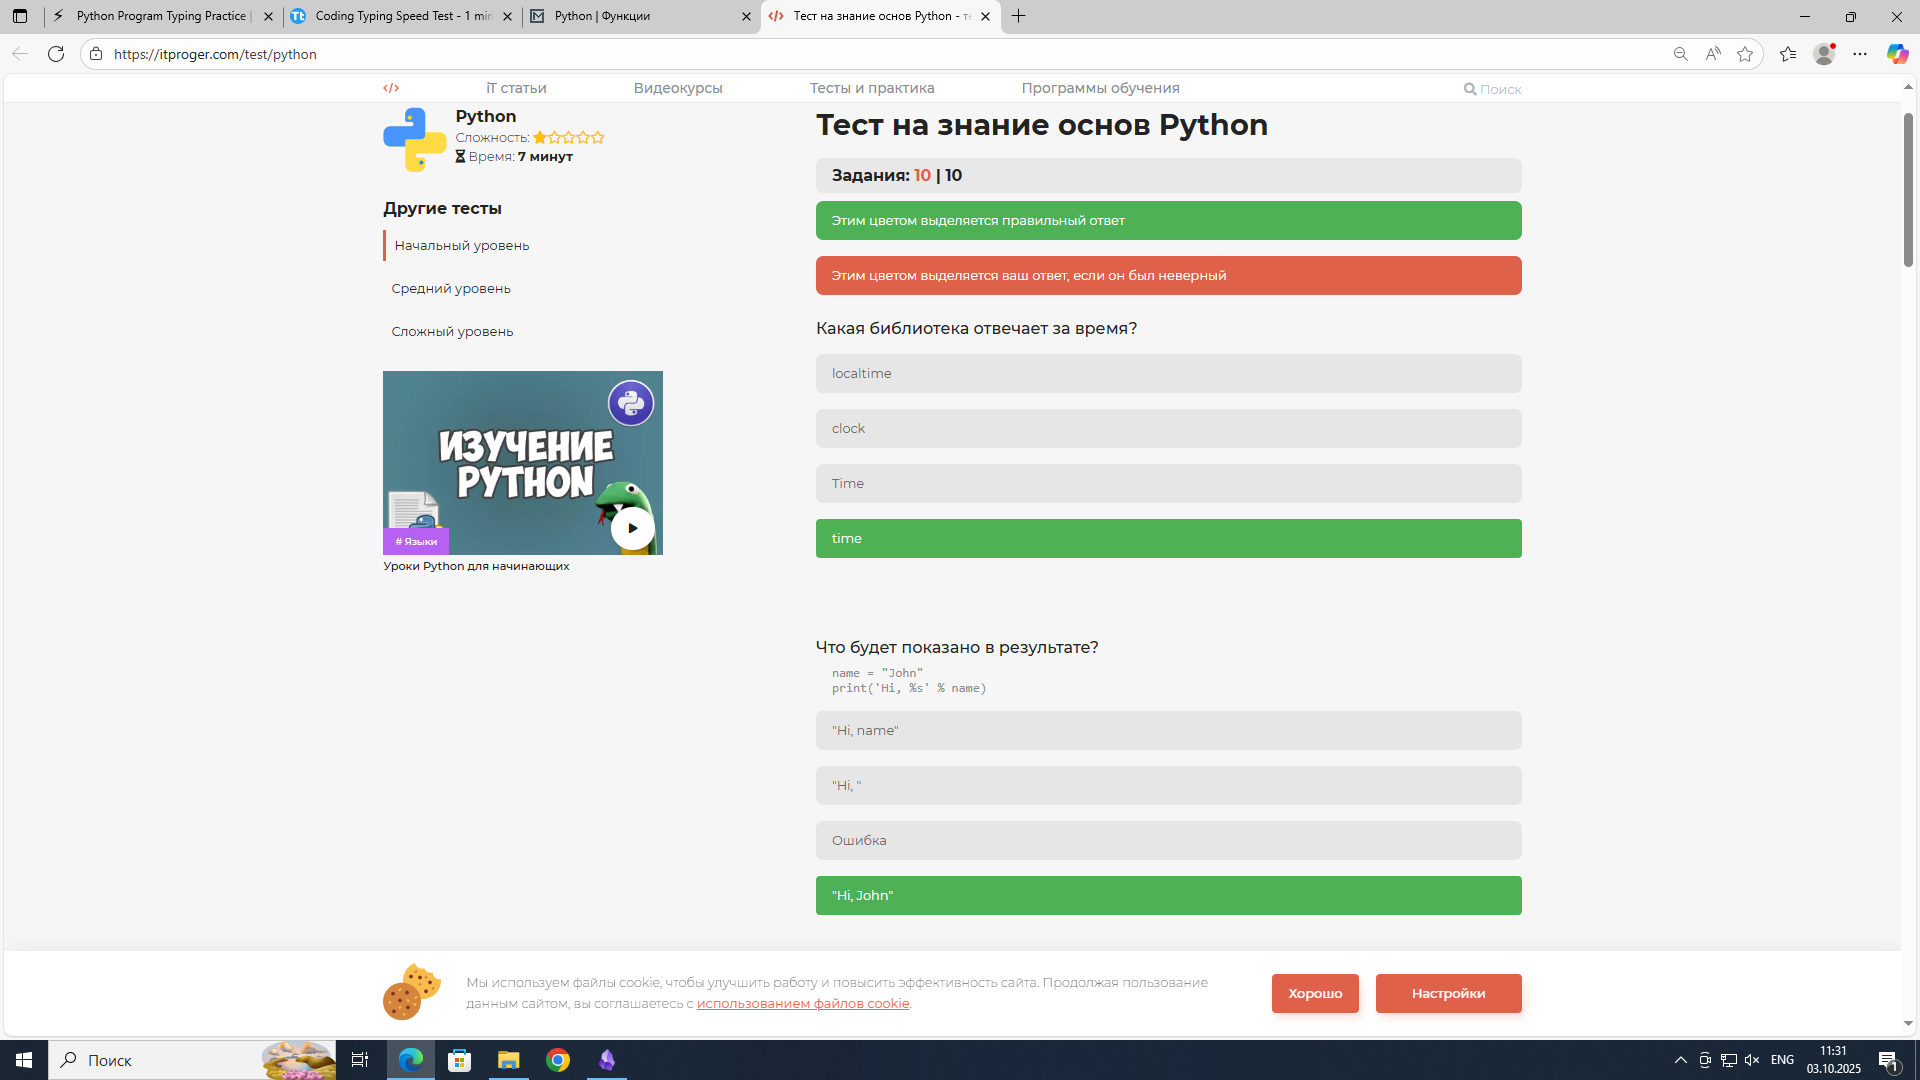 Python Program Typing Practice |
Coding Typing Speed Test - 1 min
Python | Функции
Тест на знание основ Python - те
https://itproger.com/test/python
</>
iT статьи
Видеокурсы
Тесты и практика
Программы обучения
Поиск
Python
Сложность:
Время: 7 минут
Другие тесты
Начальный уровень
Средний уровень
Сложный уровень
ИЗУЧЕНИЕ
PYTHON
# Языки
Уроки Python для начинающих
Тест на знание основ Python
Задания: 10 | 10
Этим цветом выделяется правильный ответ
Этим цветом выделяется ваш ответ, если он был неверный
Какая библиотека отвечает за время?
localtime
clock
Time
time
Что будет показано в результате?
name = "John"
print('Hi, %s' % name)
"Hi, name"
"Hi, "
Ошибка
"Hi, John"
Мы используем файлы cookie, чтобы улучшить работу и повысить эффективность сайта. Продолжая пользование
данным сайтом, вы соглашаетесь с использованием файлов cookie.
Хорошо
Настройки
Поиск
ENG
11:31
03.10.2025
1